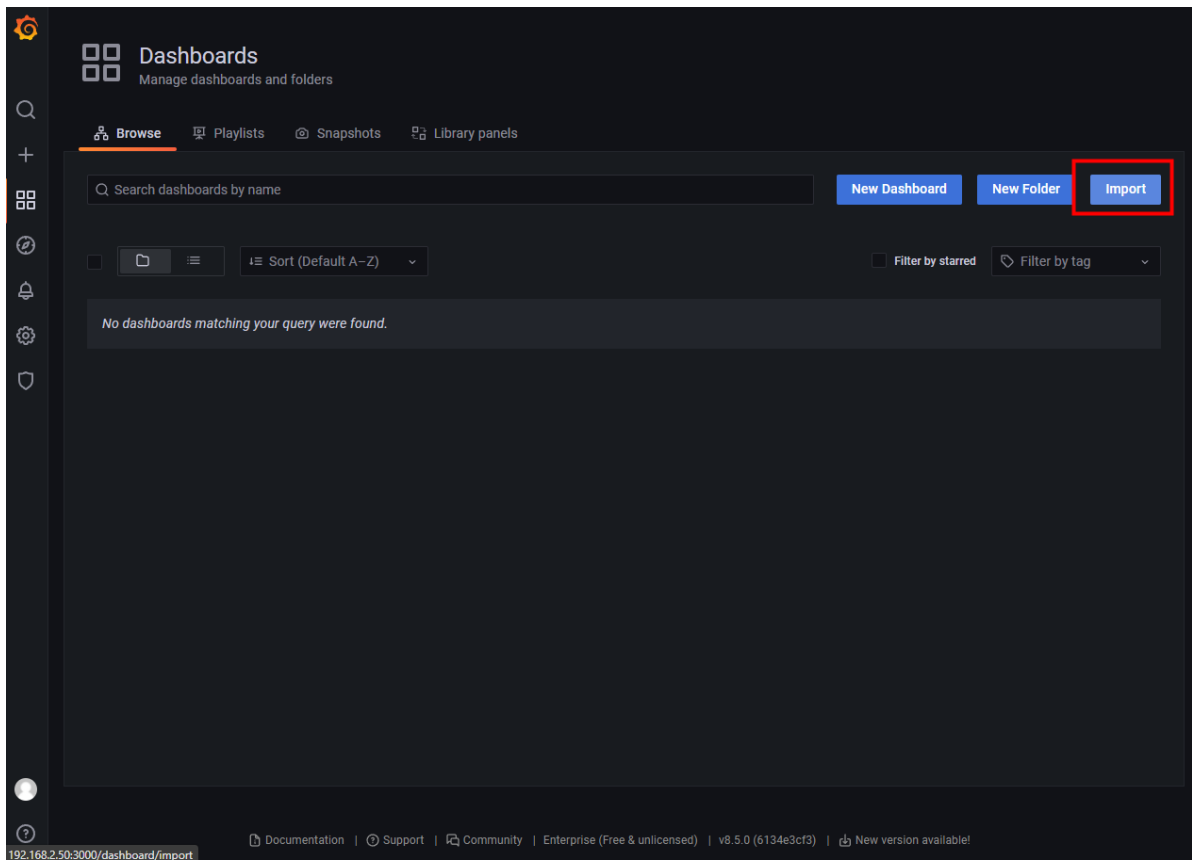 Dashboards
Manage dashboards and folders
Browse Playlists Snapshots Library panels
Search dashboards by name New Dashboard New Folder Import
Sort (Default A–Z) Filter by starred Filter by tag
No dashboards matching your query were found.
Documentation | Support | Community | Enterprise (Free & unlicensed) | v8.5.0 (6134e3cf3) | New version available!
192.168.2.50:3000/dashboard/import